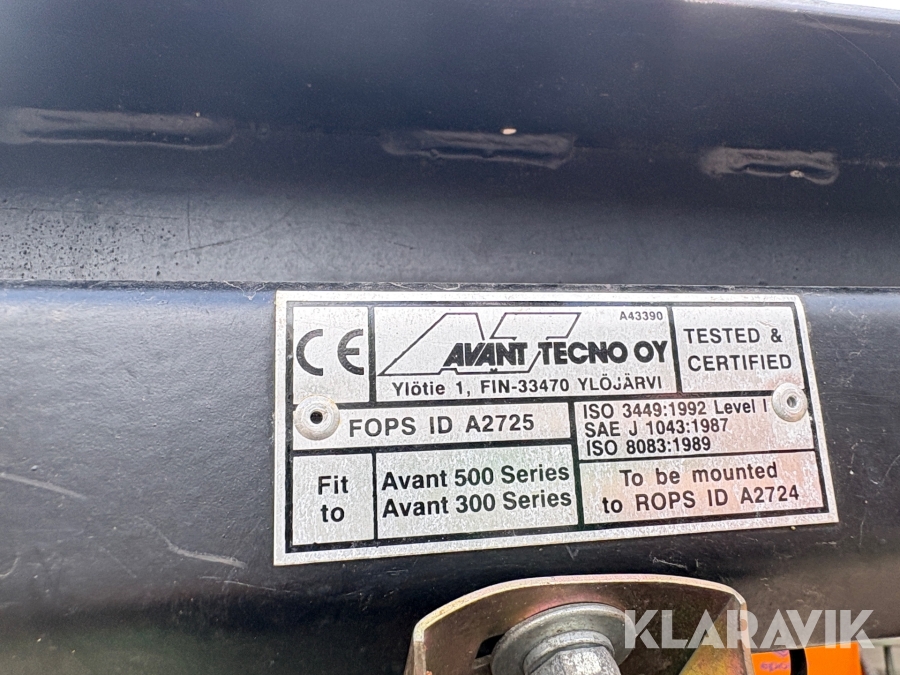 CE
A43390
AT
AVANT TECNO OY
Ylötie 1, FIN-33470 YLÖJÄRVI
TESTED &
CERTIFIED
FOPS ID A2725
ISO 3449:1992 Level I
SAE J 1043:1987
ISO 8083:1989
Fit
to
Avant 500 Series
Avant 300 Series
To be mounted
to ROPS ID A2724
KLARAVIK